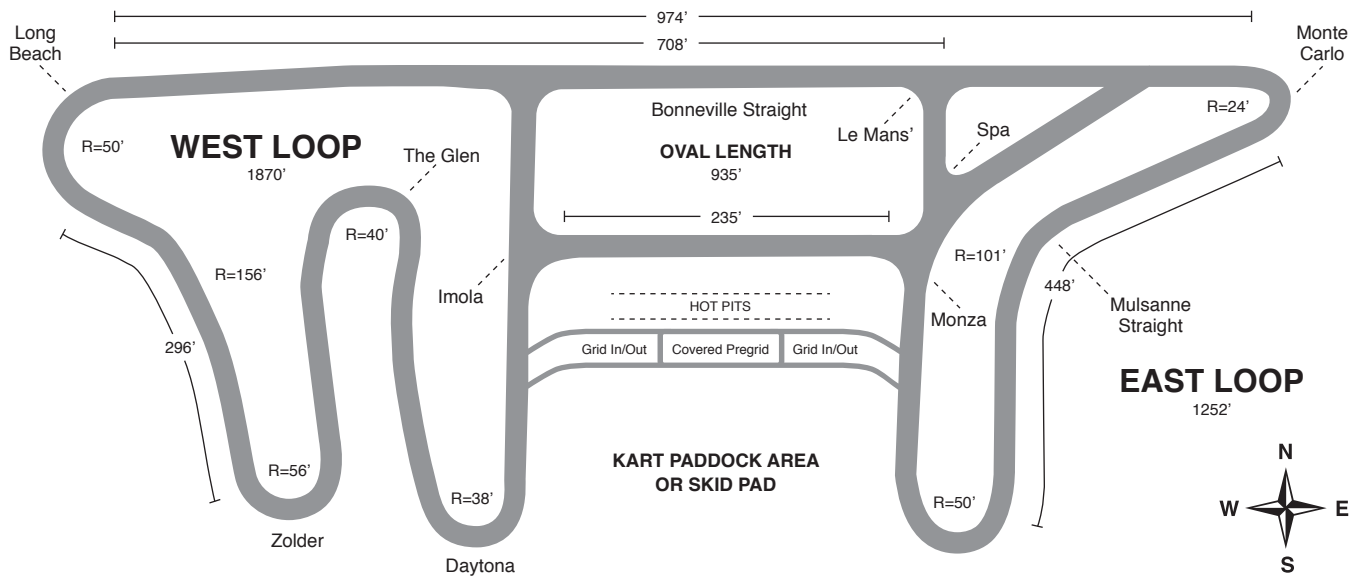 974’
708’
Long
Beach
Monte
Carlo
R=24’
Bonneville Straight
Le Mans’
Spa
R=50’
WEST LOOP
1870’
The Glen
OVAL LENGTH
935’
235’
R=40’
R=156’
R=101’
Imola
448’
HOT PITS
Monza
Mulsanne
Straight
296’
Grid In/Out
Covered Pregrid
Grid In/Out
EAST LOOP
1252’
KART PADDOCK AREA
OR SKID PAD
R=56’
R=38’
R=50’
N
W
E
S
Zolder
Daytona